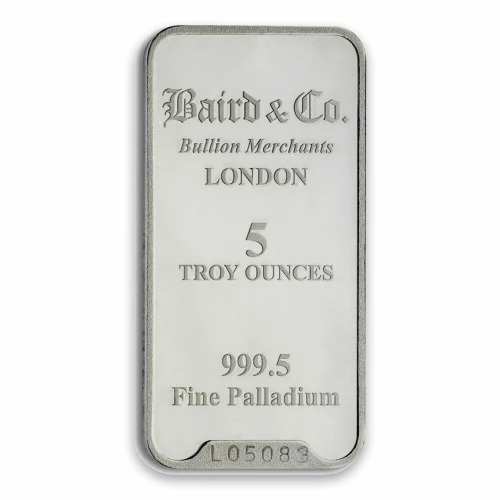 Baird & Co.
Bullion Merchants
LONDON
5
TROY OUNCES
999.5
Fine Palladium
L05083